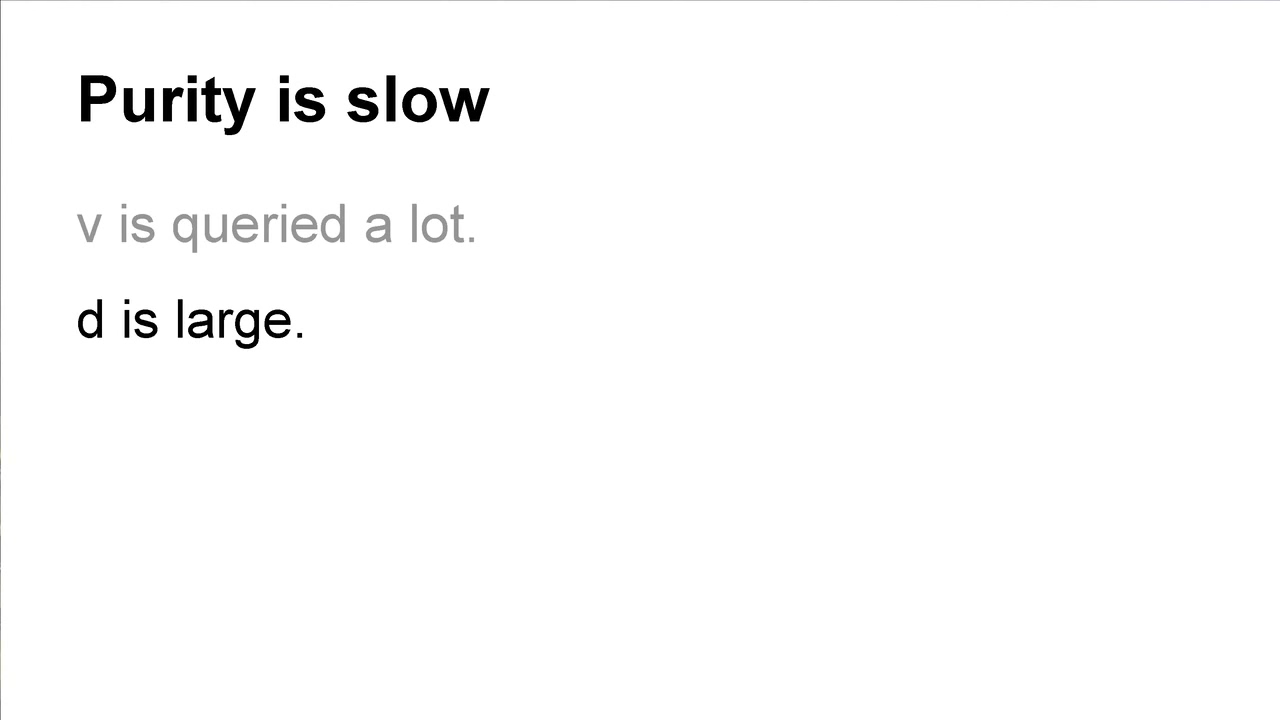 Purity is slow
v is queried a lot.
d is large.